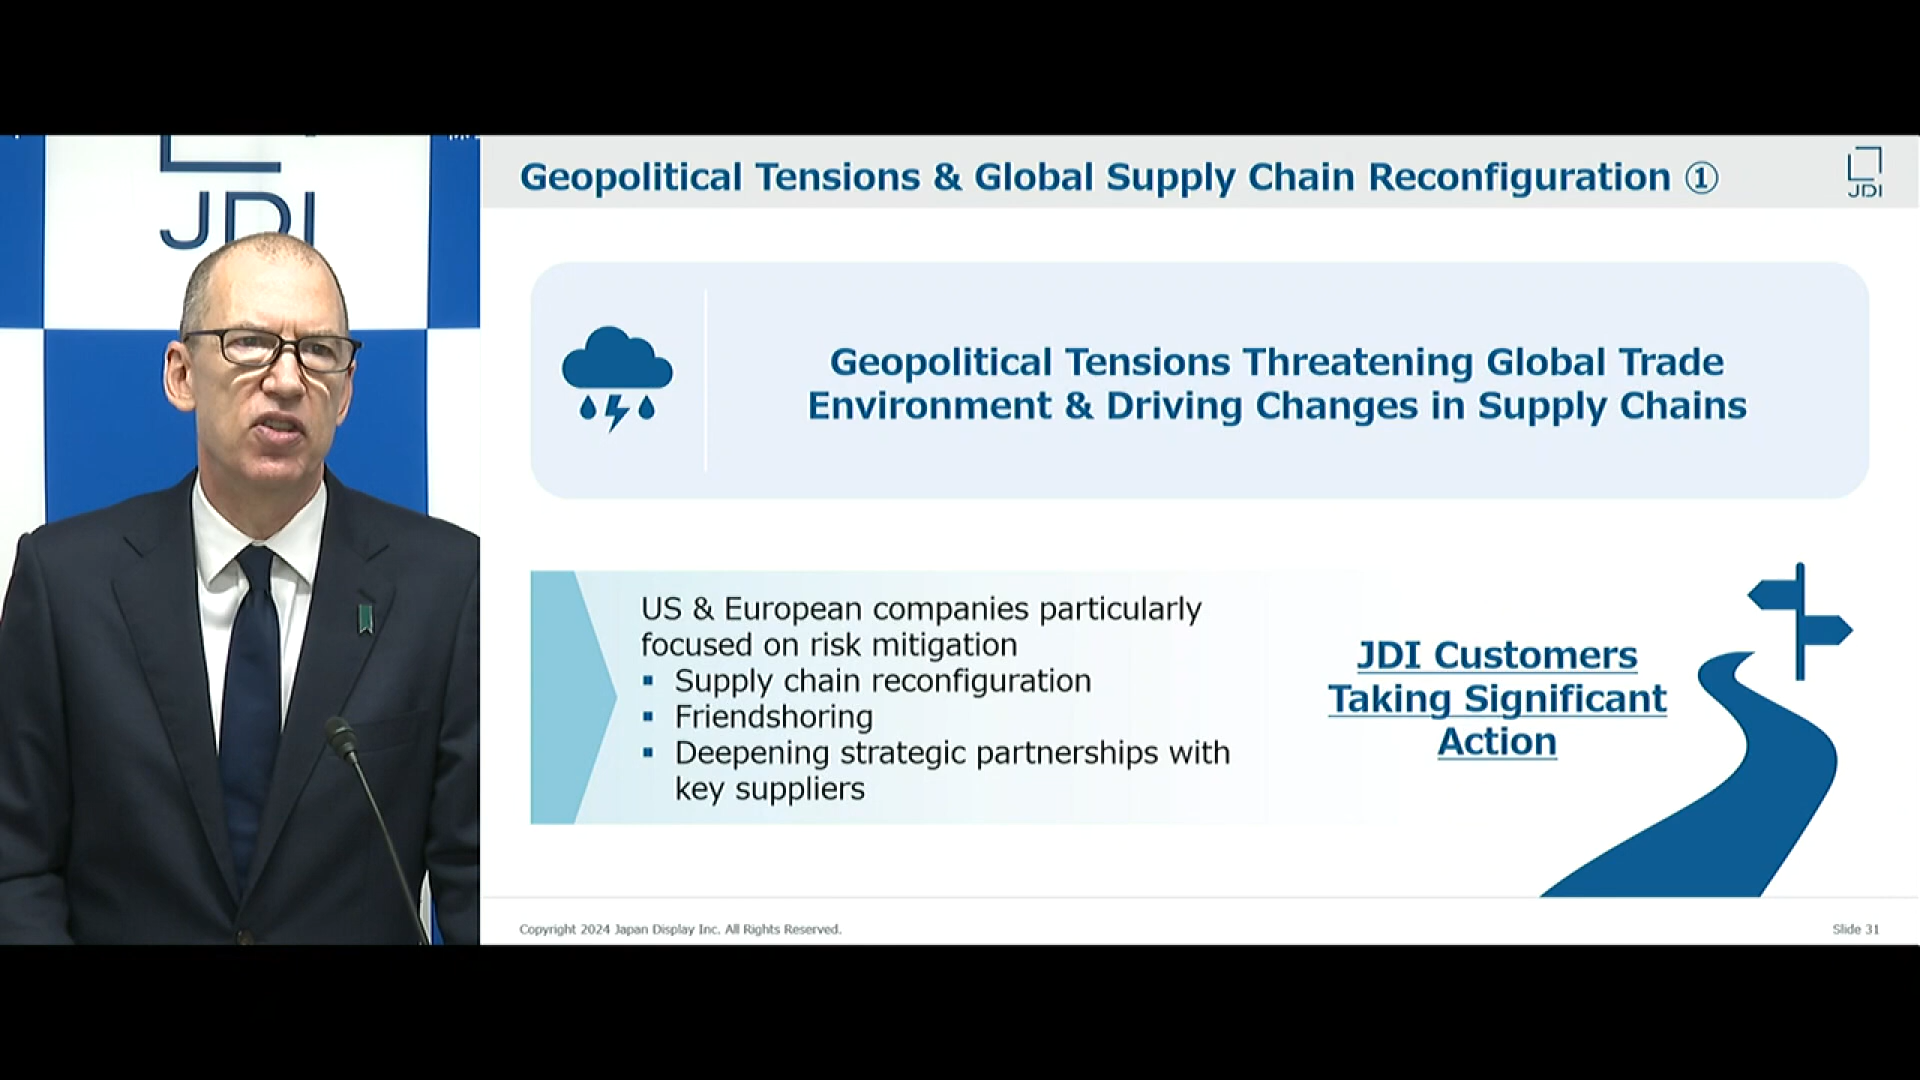 JDI
Geopolitical Tensions & Global Supply Chain Reconfiguration ①
JDI
Geopolitical Tensions Threatening Global Trade
Environment & Driving Changes in Supply Chains
US & European companies particularly
focused on risk mitigation
▪ Supply chain reconfiguration
▪ Friendshoring
▪ Deepening strategic partnerships with
key suppliers
JDI Customers
Taking Significant
Action
Copyright 2024 Japan Display Inc. All Rights Reserved.
Slide 31